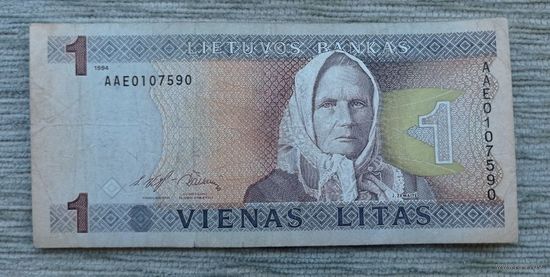 1
LIETUVOS BANKAS
1994
AAE0107590
1
AAE0107590
1
VIENAS LITAS